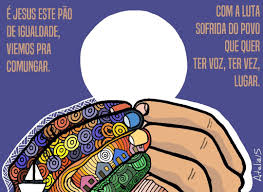 É JESUS ESTE PÃO
DE IGUALDADE,
VIEMOS PRA
COMUNGAR.
COM A LUTA
SOFRIDA DO POVO
QUE QUER
TER VOZ, TER VEZ,
LUGAR.